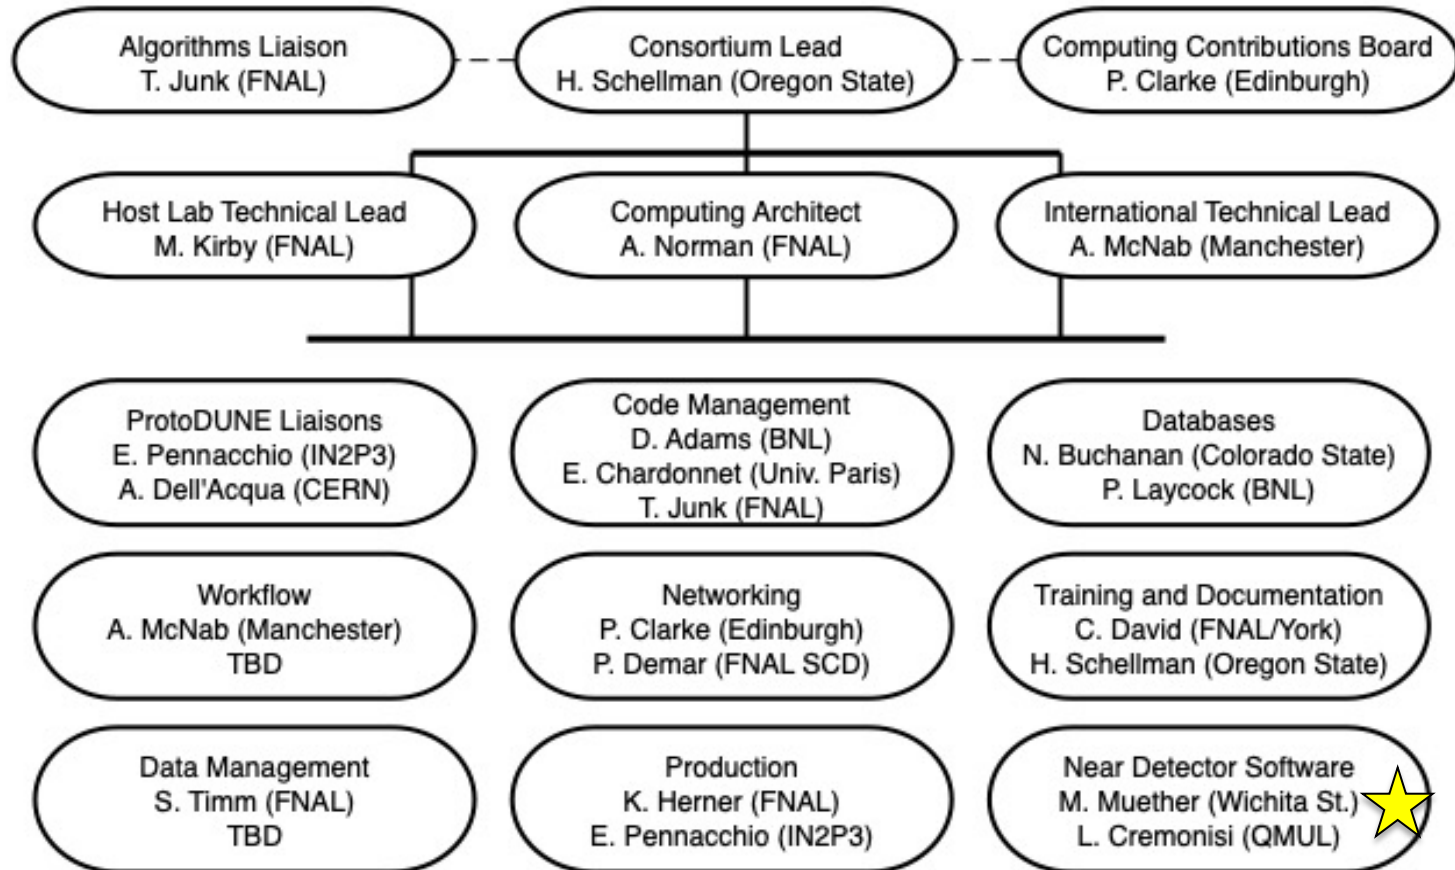 Algorithms Liaison
T. Junk (FNAL)
Consortium Lead
H. Schellman (Oregon State)
Computing Contributions Board
P. Clarke (Edinburgh)
Host Lab Technical Lead
M. Kirby (FNAL)
Computing Architect
A. Norman (FNAL)
International Technical Lead
A. McNab (Manchester)
ProtoDUNE Liaisons
E. Pennacchio (IN2P3)
A. Dell'Acqua (CERN)
Code Management
D. Adams (BNL)
E. Chardonnet (Univ. Paris)
T. Junk (FNAL)
Databases
N. Buchanan (Colorado State)
P. Laycock (BNL)
Workflow
A. McNab (Manchester)
TBD
Networking
P. Clarke (Edinburgh)
P. Demar (FNAL SCD)
Training and Documentation
C. David (FNAL/York)
H. Schellman (Oregon State)
Data Management
S. Timm (FNAL)
TBD
Production
K. Herner (FNAL)
E. Pennacchio (IN2P3)
Near Detector Software
M. Muether (Wichita St.)
L. Cremonisi (QMUL)